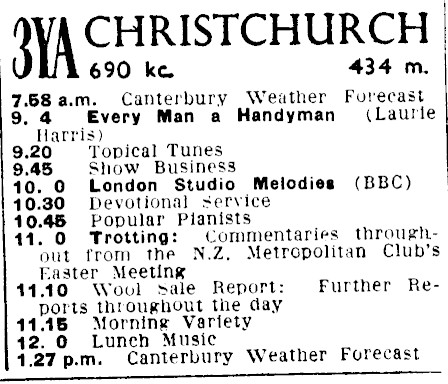 3YA CHRISTCHURCH
690 kc. 434 m.
7.58 a.m. Canterbury Weather Forecast
9. 4 Every Man a Handyman (Laurie
Harris)
9.20 Topical Tunes
9.45 Show Business
10. 0 London Studio Melodies (BBC)
10.30 Devotional Service
10.45 Popular Pianists
11. 0 Trotting: Commentaries through-
out from the N.Z. Metropolitan Club's
Easter Meeting
11.10 Wool Sale Report: Further Re-
ports throughout the day
11.15 Morning Variety
12. 0 Lunch Music
1.27 p.m. Canterbury Weather Forecast